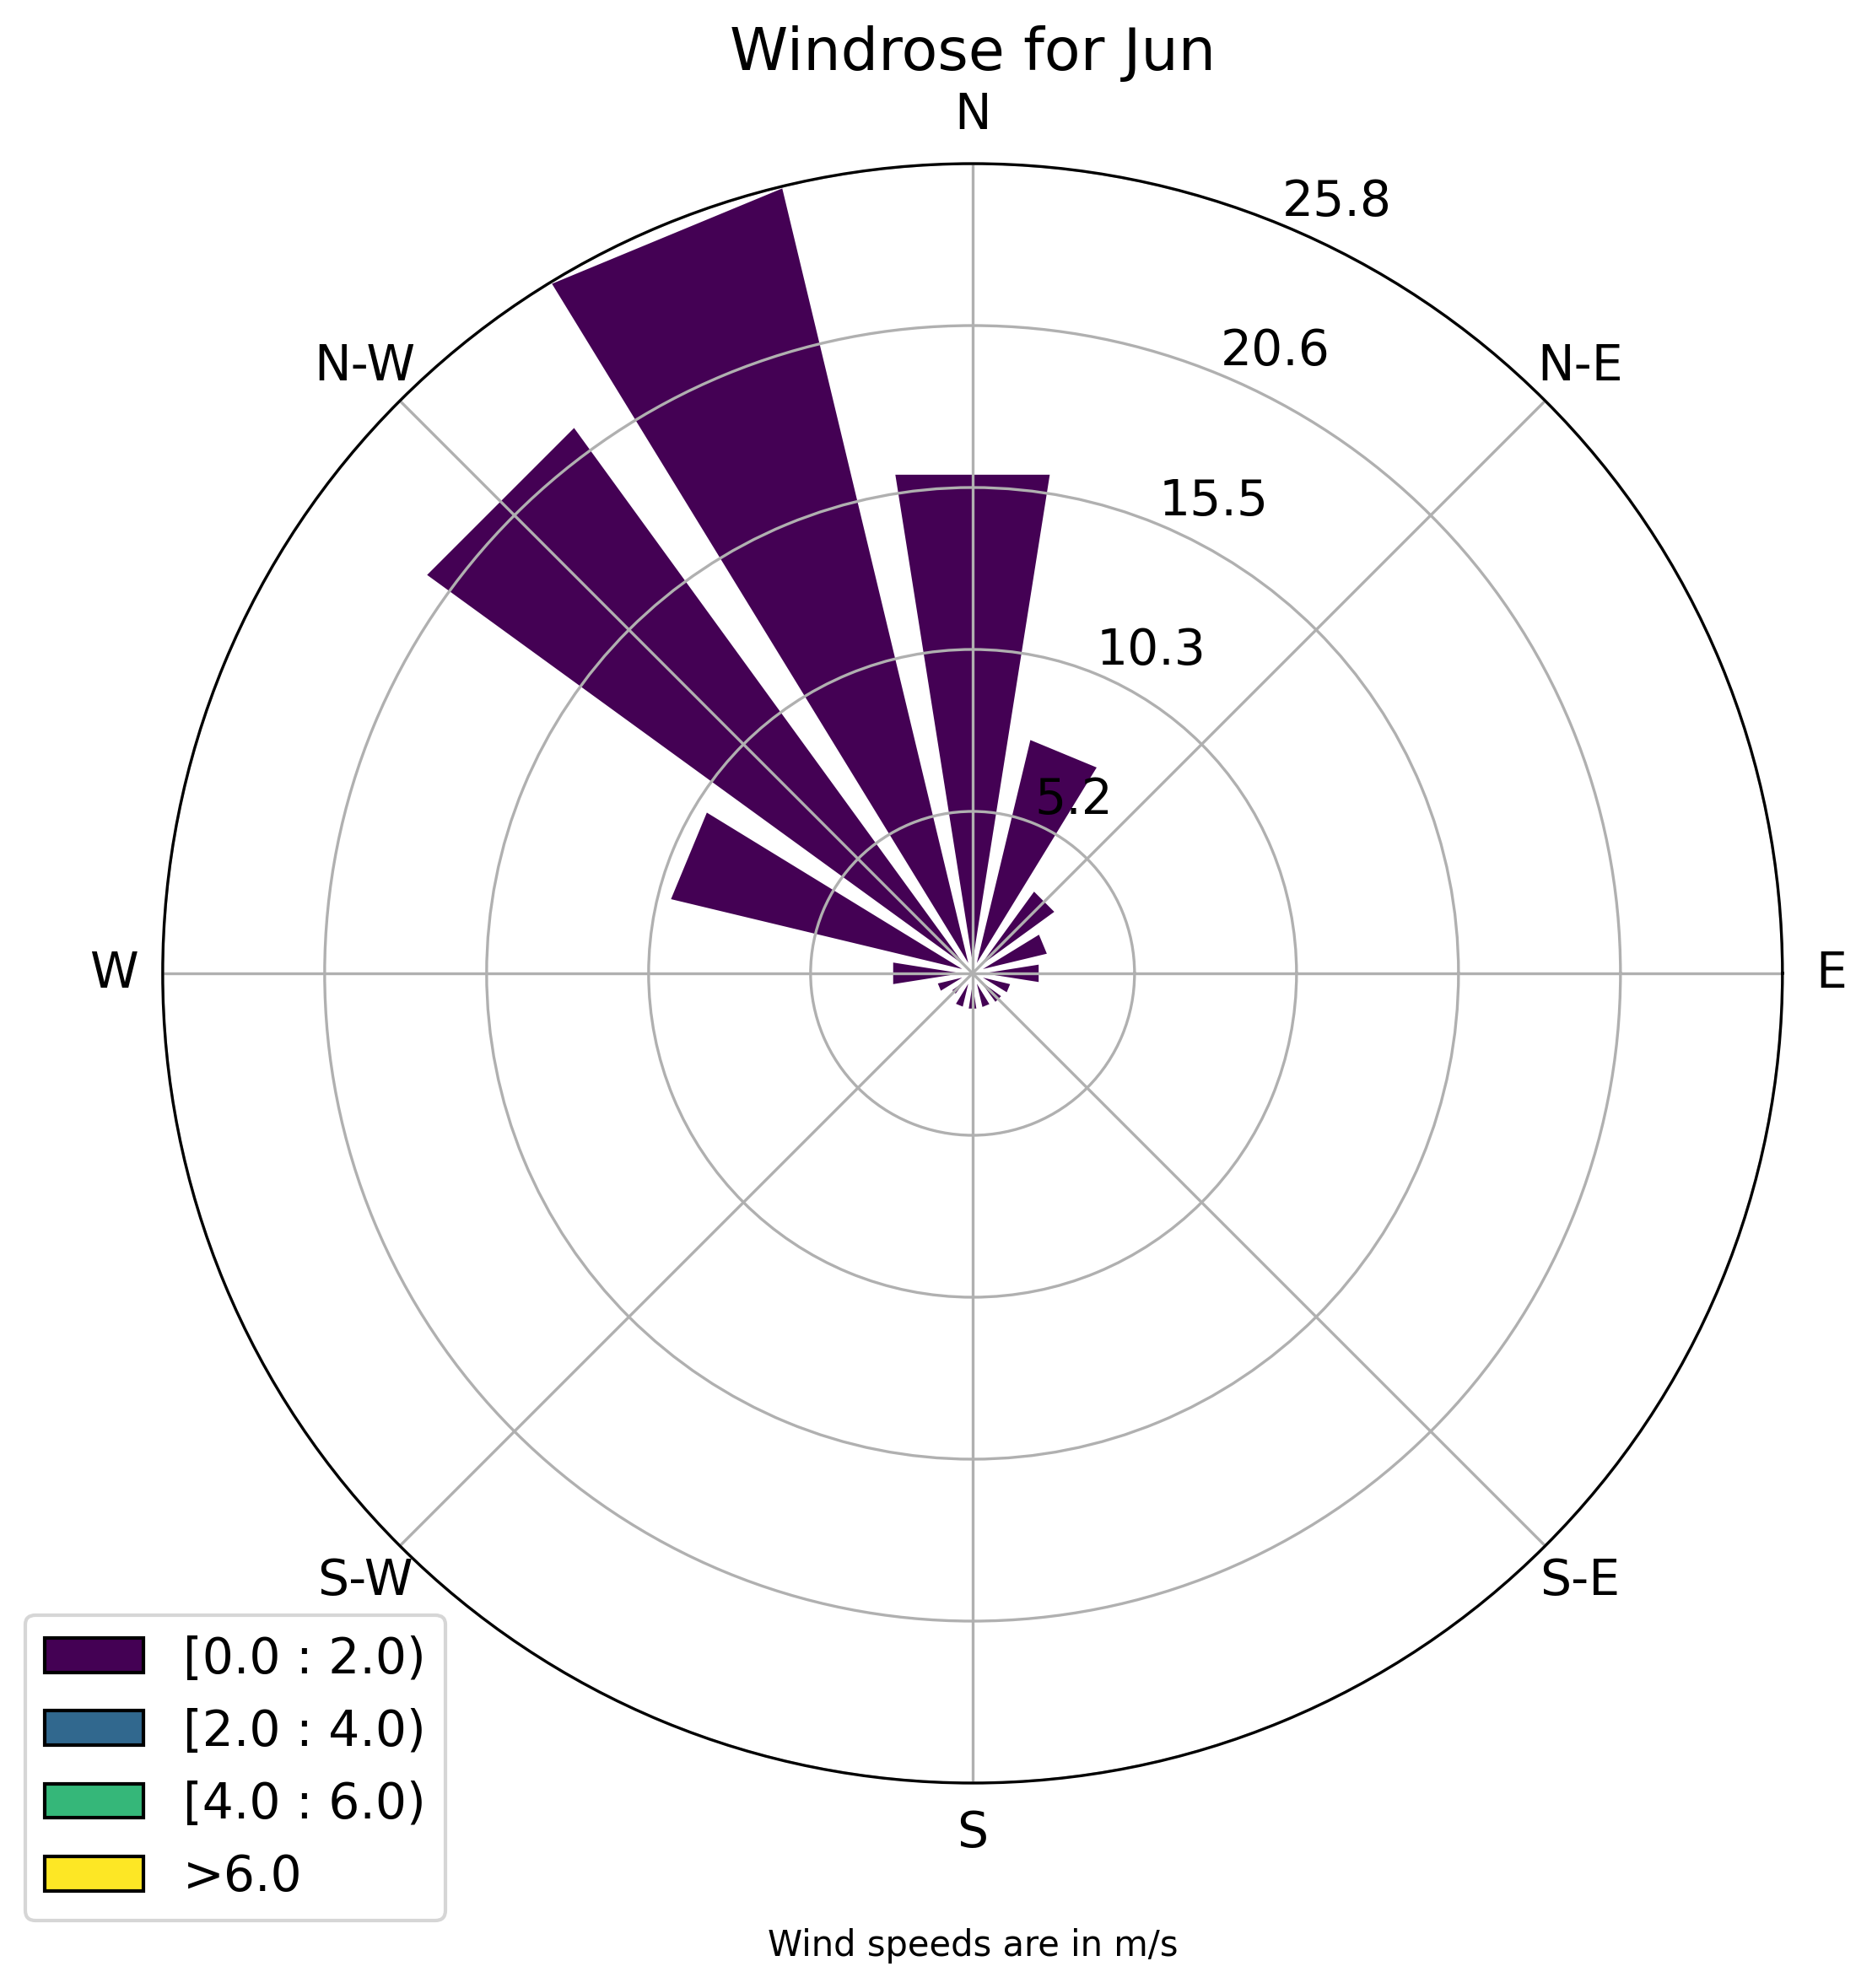 Windrose for Jun
N
25.8
N-W
20.6
N-E
15.5
10.3
5.2
W
E
S-W
S-E
[0.0 : 2.0)
[2.0 : 4.0)
[4.0 : 6.0)
S
>6.0
Wind speeds are in m/s